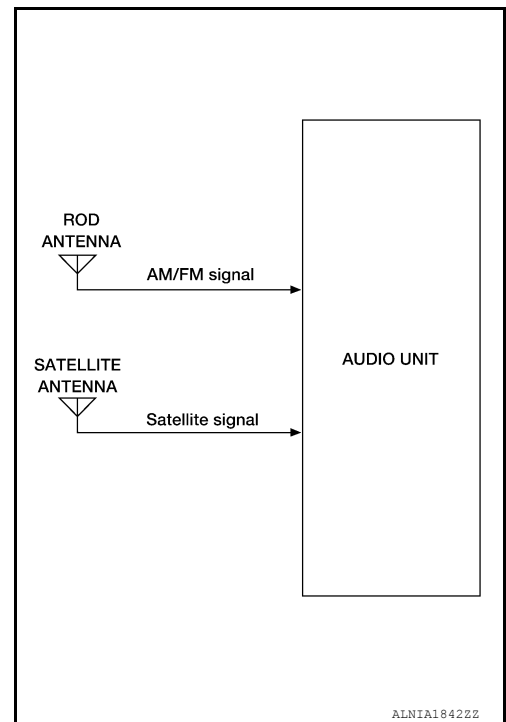 ROD
ANTENNA
AM/FM signal
SATELLITE
ANTENNA
Satellite signal
AUDIO UNIT
ALNIA1842ZZ